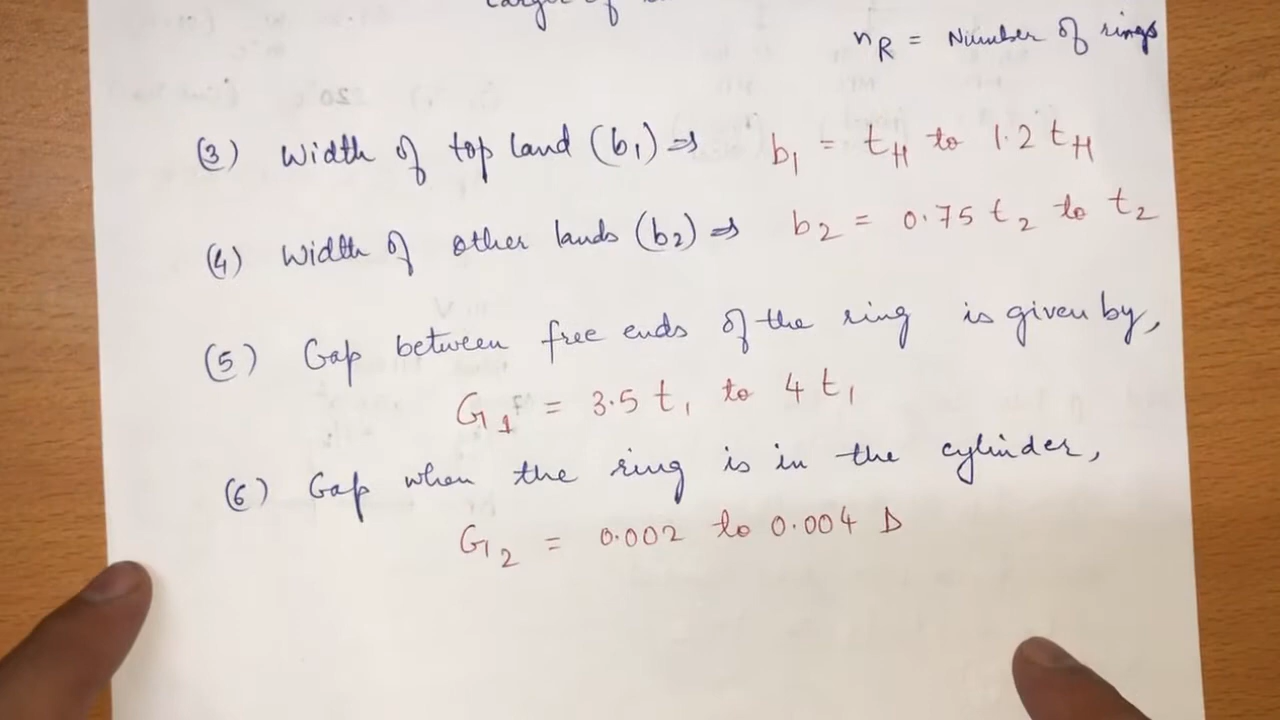 of
n_R = Number of rings
(3) Width of top land (b₁) ⇒ b₁ = t_H to 1.2 t_H
(4) Width of other lands (b₂) ⇒ b₂ = 0.75 t₂ to t₂
(5) Gap between free ends of the ring is given by,
G₁ = 3.5 t₁ to 4 t₁
(6) Gap when the ring is in the cylinder,
G₂ = 0.002 to 0.004 D